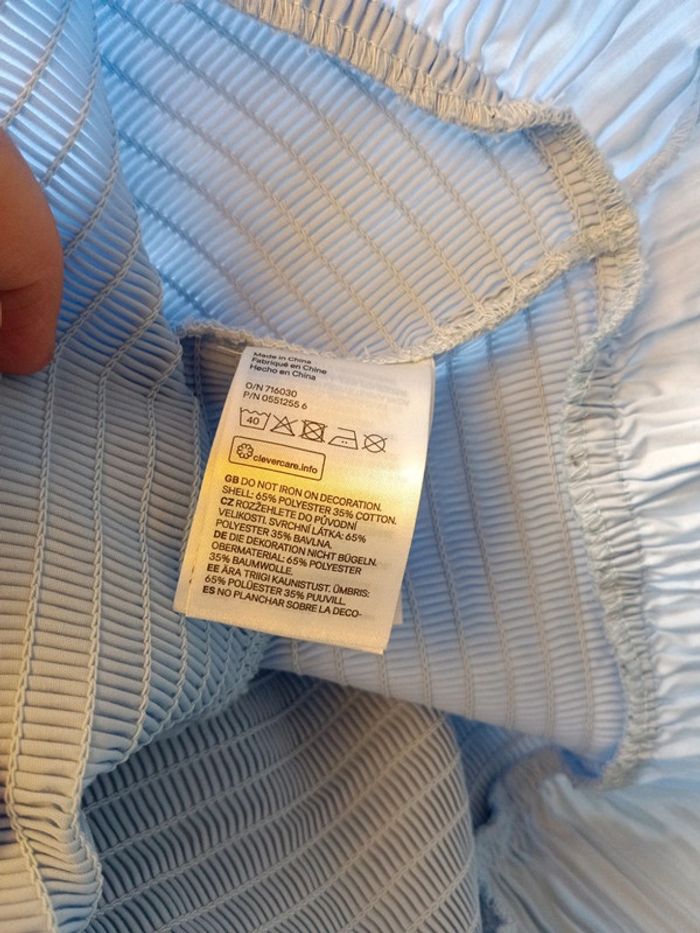 Made in China
Fabriqué en Chine
Hecho en China
O/N 716030
P/N 0551255 6
40
clevercare.info
GB DO NOT IRON ON DECORATION.
SHELL: 65% POLYESTER 35% COTTON.
CZ ROZŽEHLETE DO PŮVODNÍ
VELIKOSTI. SVRCHNÍ LÁTKA: 65%
POLYESTER 35% BAVLNA.
DE DIE DEKORATION NICHT BÜGELN.
OBERMATERIAL: 65% POLYESTER
35% BAUMWOLLE.
EE ÄRA TRIIGI KAUNISTUST. ÜMBRIS:
65% POLÜESTER 35% PUUVILL.
ES NO PLANCHAR SOBRE LA DECO-